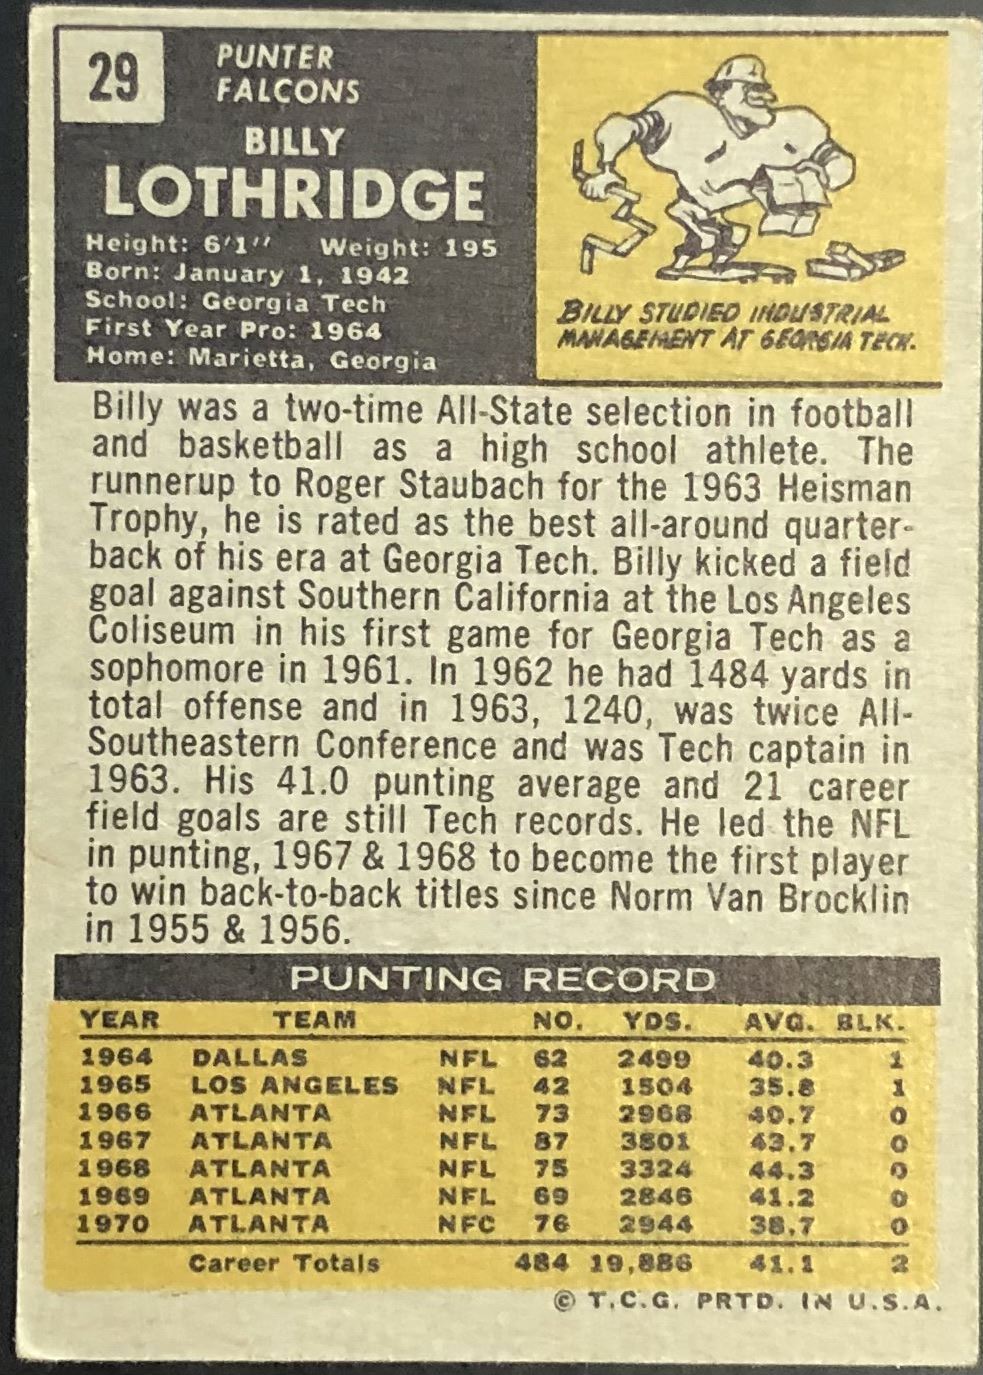 29
PUNTER
FALCONS
BILLY
LOTHRIDGE
Height: 6'1" Weight: 195
Born: January 1, 1942
School: Georgia Tech
First Year Pro: 1964
Home: Marietta, Georgia
BILLY STUDIED INDUSTRIAL
MANAGEMENT AT GEORGIA TECH.
Billy was a two-time All-State selection in football
and basketball as a high school athlete. The
runnerup to Roger Staubach for the 1963 Heisman
Trophy, he is rated as the best all-around quarter-
back of his era at Georgia Tech. Billy kicked a field
goal against Southern California at the Los Angeles
Coliseum in his first game for Georgia Tech as a
sophomore in 1961. In 1962 he had 1484 yards in
total offense and in 1963, 1240, was twice All-
Southeastern Conference and was Tech captain in
1963. His 41.0 punting average and 21 career
field goals are still Tech records. He led the NFL
in punting, 1967 & 1968 to become the first player
to win back-to-back titles since Norm Van Brocklin
in 1955 & 1956.
PUNTING RECORD
YEAR TEAM NO. YDS. AVG. BLK.
1964 DALLAS NFL 62 2499 40.3 1
1965 LOS ANGELES NFL 42 1504 35.8 1
1966 ATLANTA NFL 73 2968 40.7 0
1967 ATLANTA NFL 87 3801 43.7 0
1968 ATLANTA NFL 75 3324 44.3 0
1969 ATLANTA NFL 69 2846 41.2 0
1970 ATLANTA NFC 76 2944 38.7 0
Career Totals 484 19,886 41.1 2
© T.C.G. PRTD. IN U.S.A.